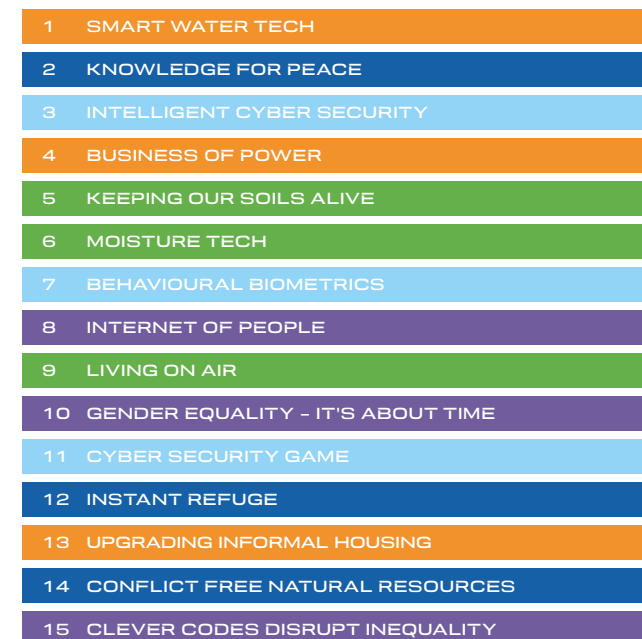 1 SMART WATER TECH
2 KNOWLEDGE FOR PEACE
3 INTELLIGENT CYBER SECURITY
4 BUSINESS OF POWER
5 KEEPING OUR SOILS ALIVE
6 MOISTURE TECH
7 BEHAVIOURAL BIOMETRICS
8 INTERNET OF PEOPLE
9 LIVING ON AIR
10 GENDER EQUALITY – IT'S ABOUT TIME
11 CYBER SECURITY GAME
12 INSTANT REFUGE
13 UPGRADING INFORMAL HOUSING
14 CONFLICT FREE NATURAL RESOURCES
15 CLEVER CODES DISRUPT INEQUALITY